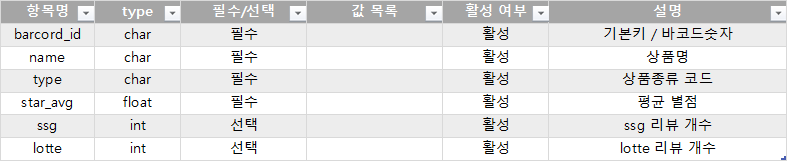 항목명 type 필수/선택 값 목록 활성 여부 설명
barcord_id char 필수 활성 기본키 / 바코드숫자
name char 필수 활성 상품명
type char 필수 활성 상품종류 코드
star_avg float 필수 활성 평균 별점
ssg int 선택 활성 ssg 리뷰 개수
lotte int 선택 활성 lotte 리뷰 개수